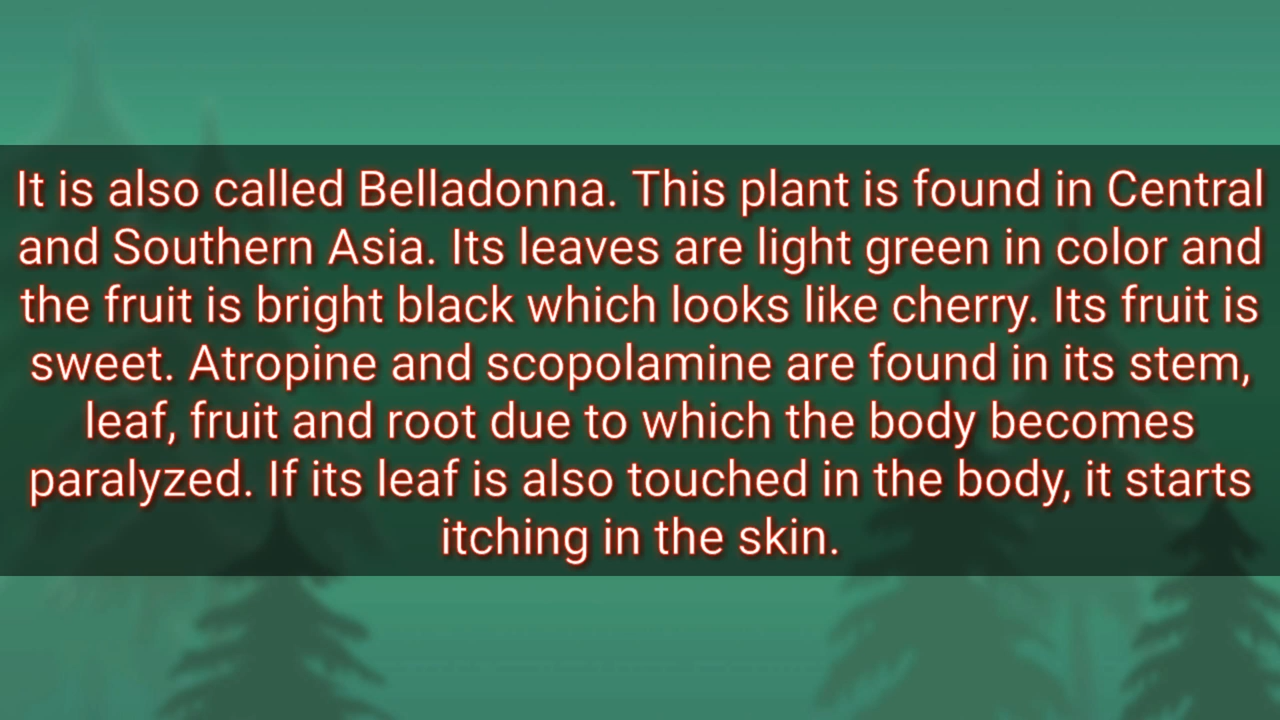 It is also called Belladonna. This plant is found in Central
and Southern Asia. Its leaves are light green in color and
the fruit is bright black which looks like cherry. Its fruit is
sweet. Atropine and scopolamine are found in its stem,
leaf, fruit and root due to which the body becomes
paralyzed. If its leaf is also touched in the body, it starts
itching in the skin.